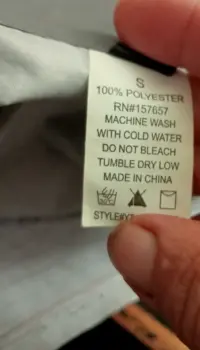 S
100% POLYESTER
RN#157657
MACHINE WASH
WITH COLD WATER
DO NOT BLEACH
TUMBLE DRY LOW
MADE IN CHINA